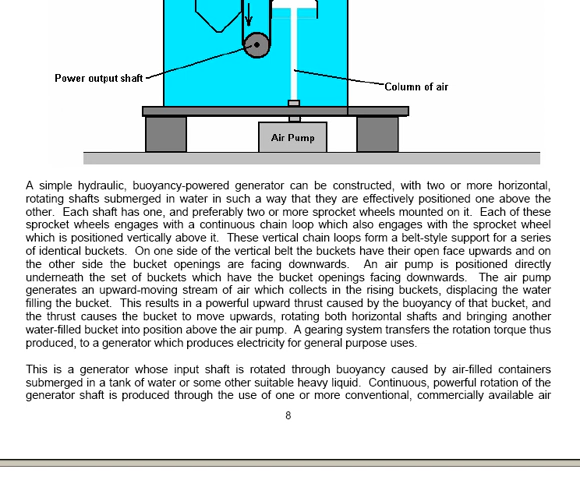 Power output shaft
Column of air
Air Pump
A simple hydraulic, buoyancy-powered generator can be constructed, with two or more horizontal,
rotating shafts submerged in water in such a way that they are effectively positioned one above the
other. Each shaft has one, and preferably two or more sprocket wheels mounted on it. Each of these
sprocket wheels engages with a continuous chain loop which also engages with the sprocket wheel
which is positioned vertically above it. These vertical chain loops form a belt-style support for a series
of identical buckets. On one side of the vertical belt the buckets have their open face upwards and on
the other side the bucket openings are facing downwards. An air pump is positioned directly
underneath the set of buckets which have the bucket openings facing downwards. The air pump
generates an upward-moving stream of air which collects in the rising buckets, displacing the water
filling the bucket. This results in a powerful upward thrust caused by the buoyancy of that bucket, and
the thrust causes the bucket to move upwards, rotating both horizontal shafts and bringing another
water-filled bucket into position above the air pump. A gearing system transfers the rotation torque thus
produced, to a generator which produces electricity for general purpose uses.
This is a generator whose input shaft is rotated through buoyancy caused by air-filled containers
submerged in a tank of water or some other suitable heavy liquid. Continuous, powerful rotation of the
generator shaft is produced through the use of one or more conventional, commercially available air
8